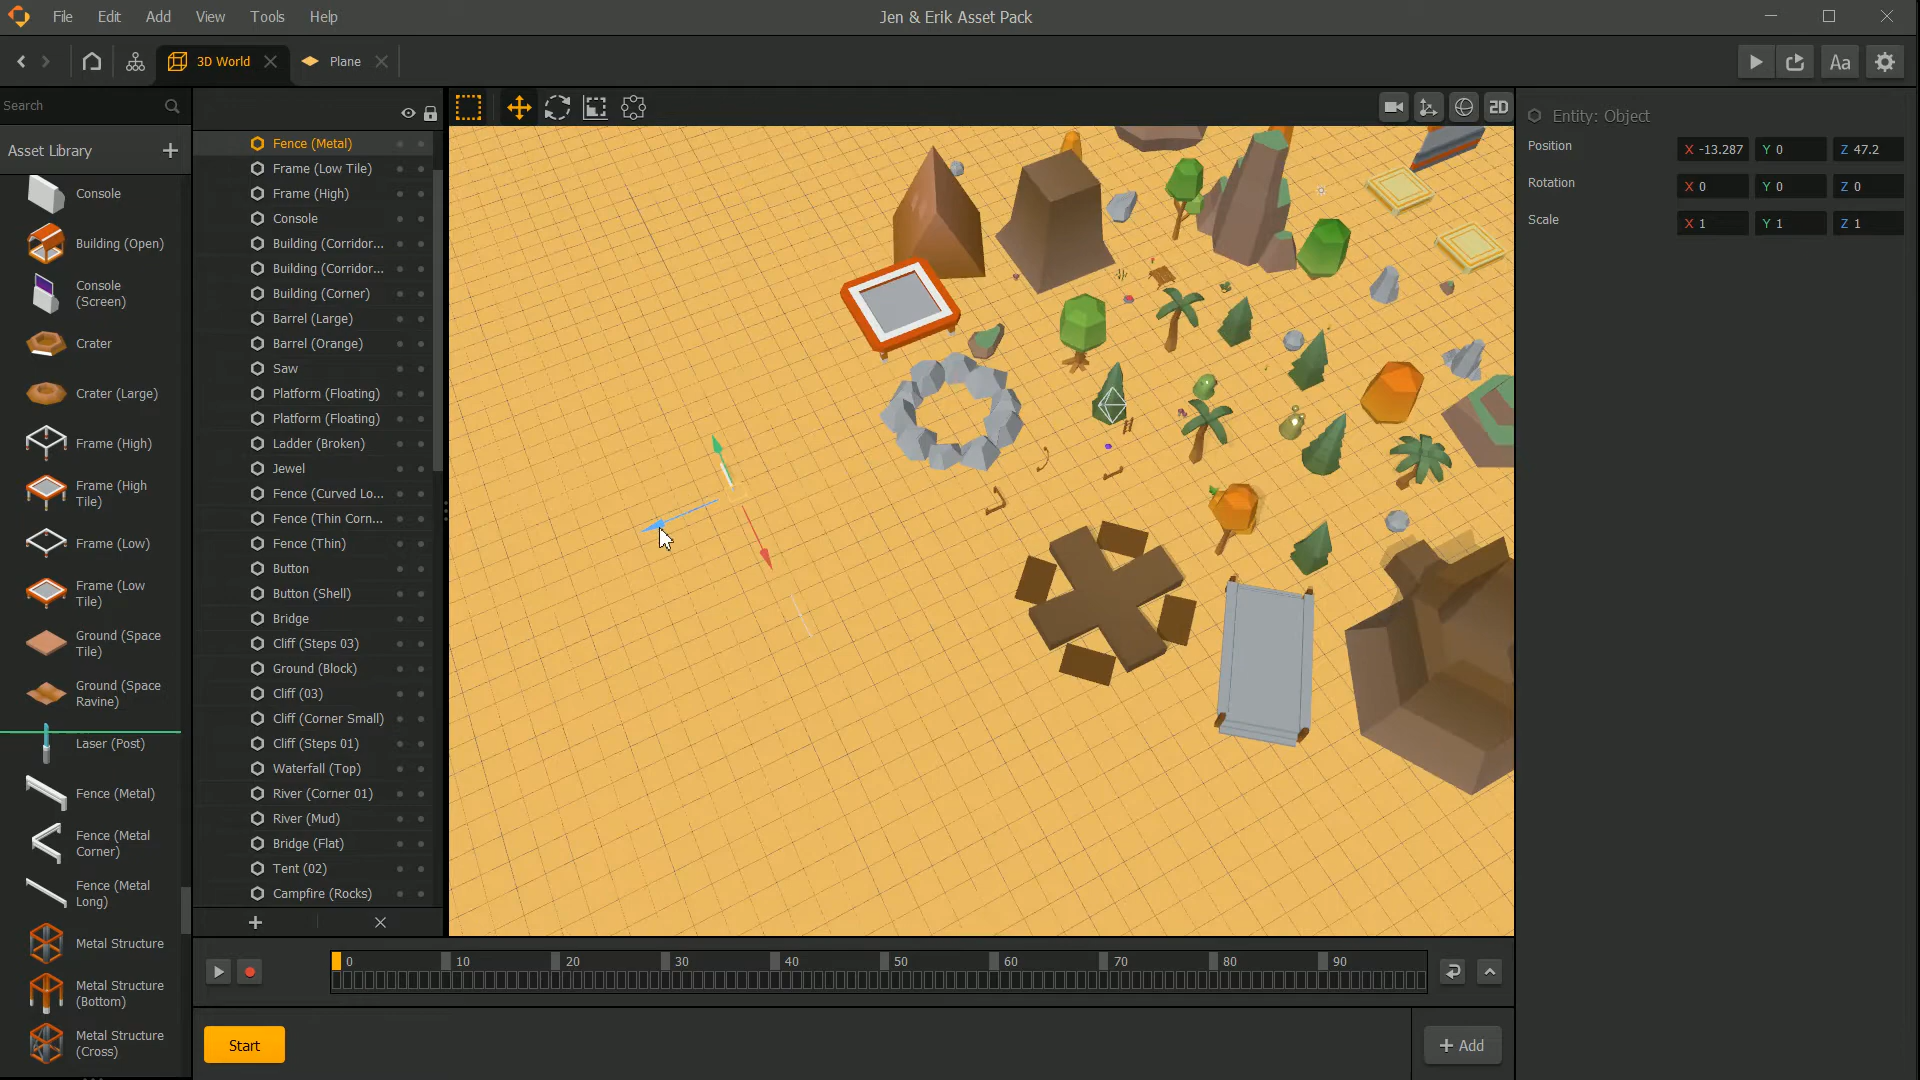 File Edit Add View Tools Help
Jen & Erik Asset Pack
3D World
Plane
Aa
Search
Asset Library
Console
Building (Open)
Console
(Screen)
Crater
Crater (Large)
Frame (High)
Frame (High
Tile)
Frame (Low)
Frame (Low
Tile)
Ground (Space
Tile)
Ground (Space
Ravine)
Laser (Post)
Fence (Metal)
Fence (Metal
Corner)
Fence (Metal
Long)
Metal Structure
Metal Structure
(Bottom)
Metal Structure
(Cross)
Fence (Metal)
Frame (Low Tile)
Frame (High)
Console
Building (Corridor...
Building (Corridor...
Building (Corner)
Barrel (Large)
Barrel (Orange)
Saw
Platform (Floating)
Platform (Floating)
Ladder (Broken)
Jewel
Fence (Curved Lo...
Fence (Thin Corn...
Fence (Thin)
Button
Button (Shell)
Bridge
Cliff (Steps 03)
Ground (Block)
Cliff (03)
Cliff (Corner Small)
Cliff (Steps 01)
Waterfall (Top)
River (Corner 01)
River (Mud)
Bridge (Flat)
Tent (02)
Campfire (Rocks)
2D
Entity: Object
Position X -13.287 Y 0 Z 47.2
Rotation X 0 Y 0 Z 0
Scale X 1 Y 1 Z 1
0 10 20 30 40 50 60 70 80 90
Start
+ Add